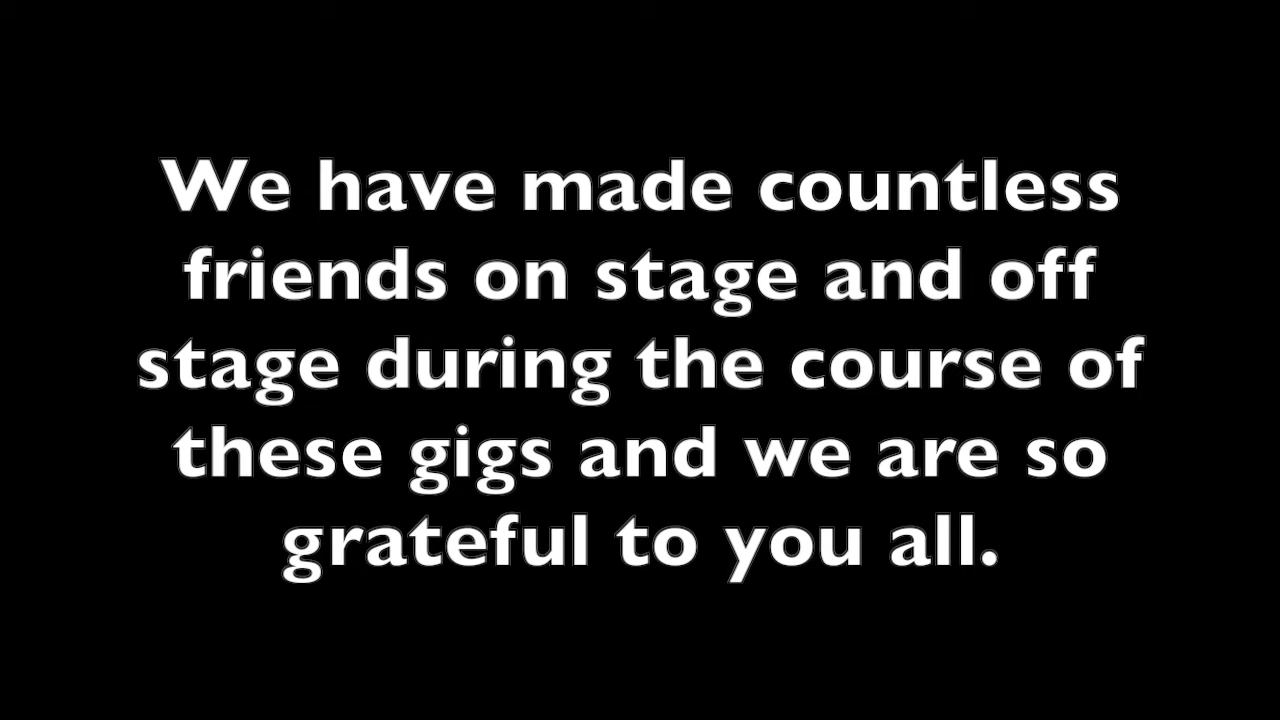 We have made countless
friends on stage and off
stage during the course of
these gigs and we are so
grateful to you all.